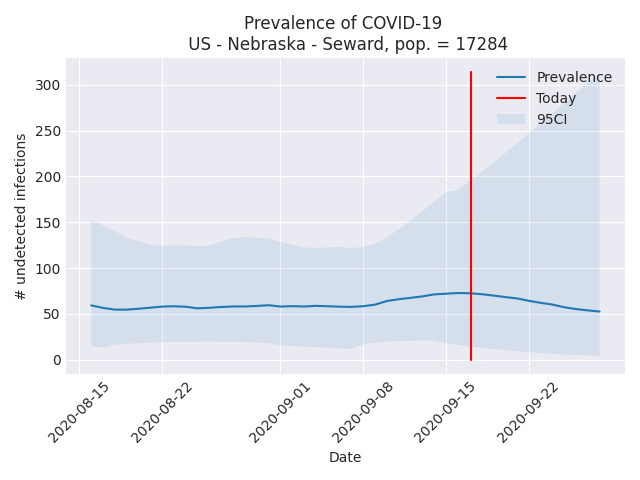 Prevalence of COVID-19
US - Nebraska - Seward, pop. = 17284
# undetected infections
300
250
200
150
100
50
0
Prevalence
Today
95CI
2020-08-15
2020-08-22
2020-09-01
2020-09-08
2020-09-15
2020-09-22
Date